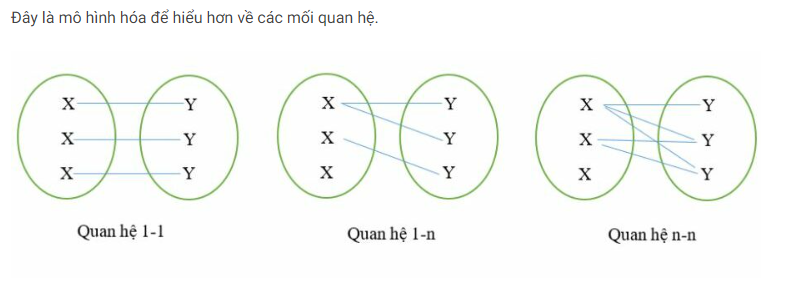 Đây là mô hình hóa để hiểu hơn về các mối quan hệ.
X Y X Y X Y
X Y X Y X Y
X Y X Y X Y
Quan hệ 1-1 Quan hệ 1-n Quan hệ n-n